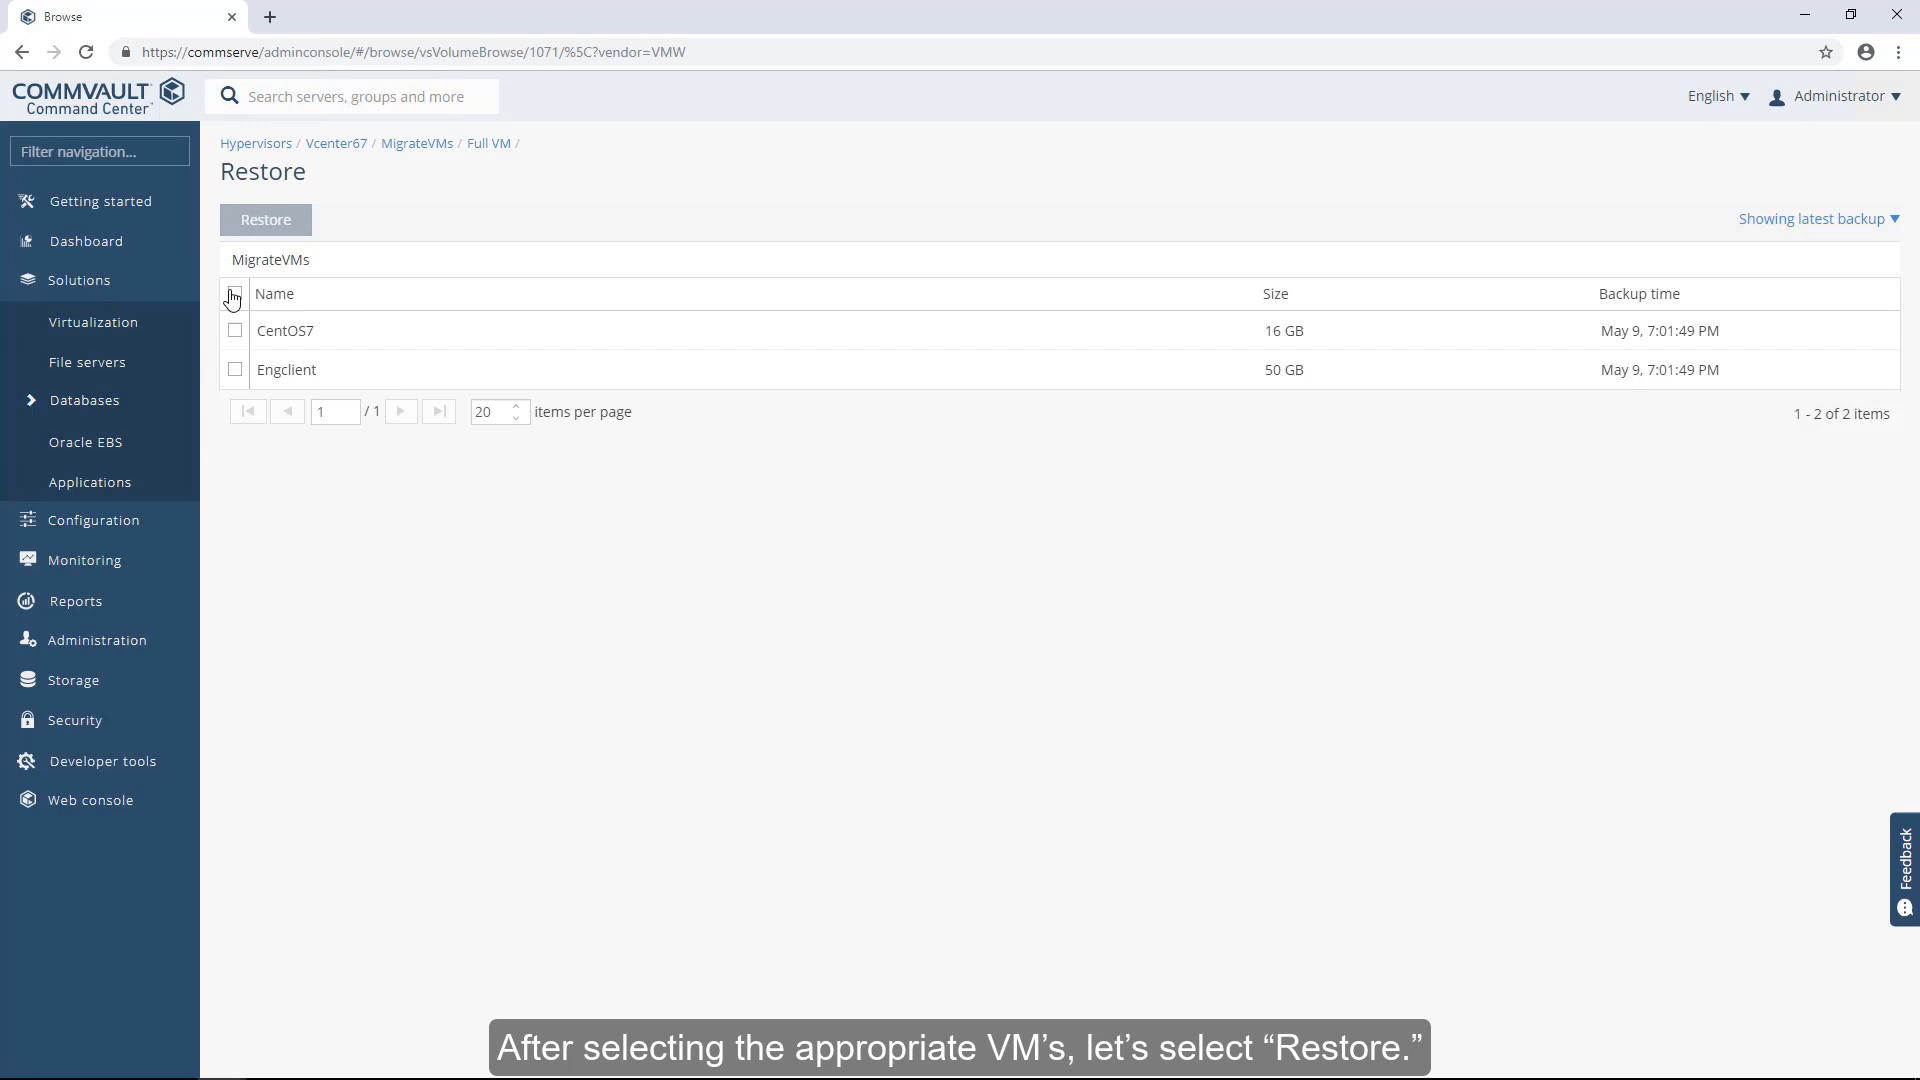 Browse
https://commserve/adminconsole/#/browse/vsVolumeBrowse/1071/%5C?vendor=VMW
COMMVAULT
Command Center™
Search servers, groups and more
English
Administrator
Filter navigation...
Getting started
Dashboard
Solutions
Virtualization
File servers
Databases
Oracle EBS
Applications
Configuration
Monitoring
Reports
Administration
Storage
Security
Developer tools
Web console
Hypervisors / Vcenter67 / MigrateVMs / Full VM /
Restore
Restore
Showing latest backup
MigrateVMs
Name Size Backup time
CentOS7 16 GB May 9, 7:01:49 PM
Engclient 50 GB May 9, 7:01:49 PM
1 / 1 20 items per page
1 - 2 of 2 items
Feedback
After selecting the appropriate VM’s, let’s select “Restore.”